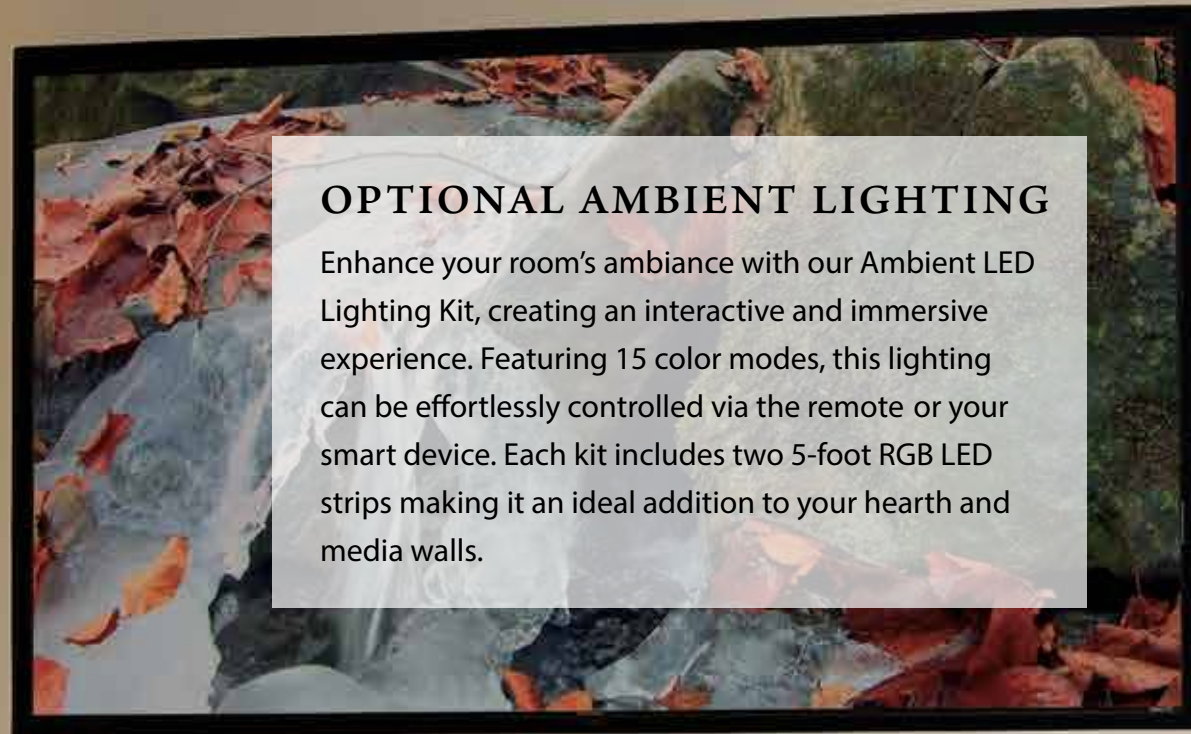 OPTIONAL AMBIENT LIGHTING
Enhance your room’s ambiance with our Ambient LED
Lighting Kit, creating an interactive and immersive
experience. Featuring 15 color modes, this lighting
can be effortlessly controlled via the remote or your
smart device. Each kit includes two 5-foot RGB LED
strips making it an ideal addition to your hearth and
media walls.